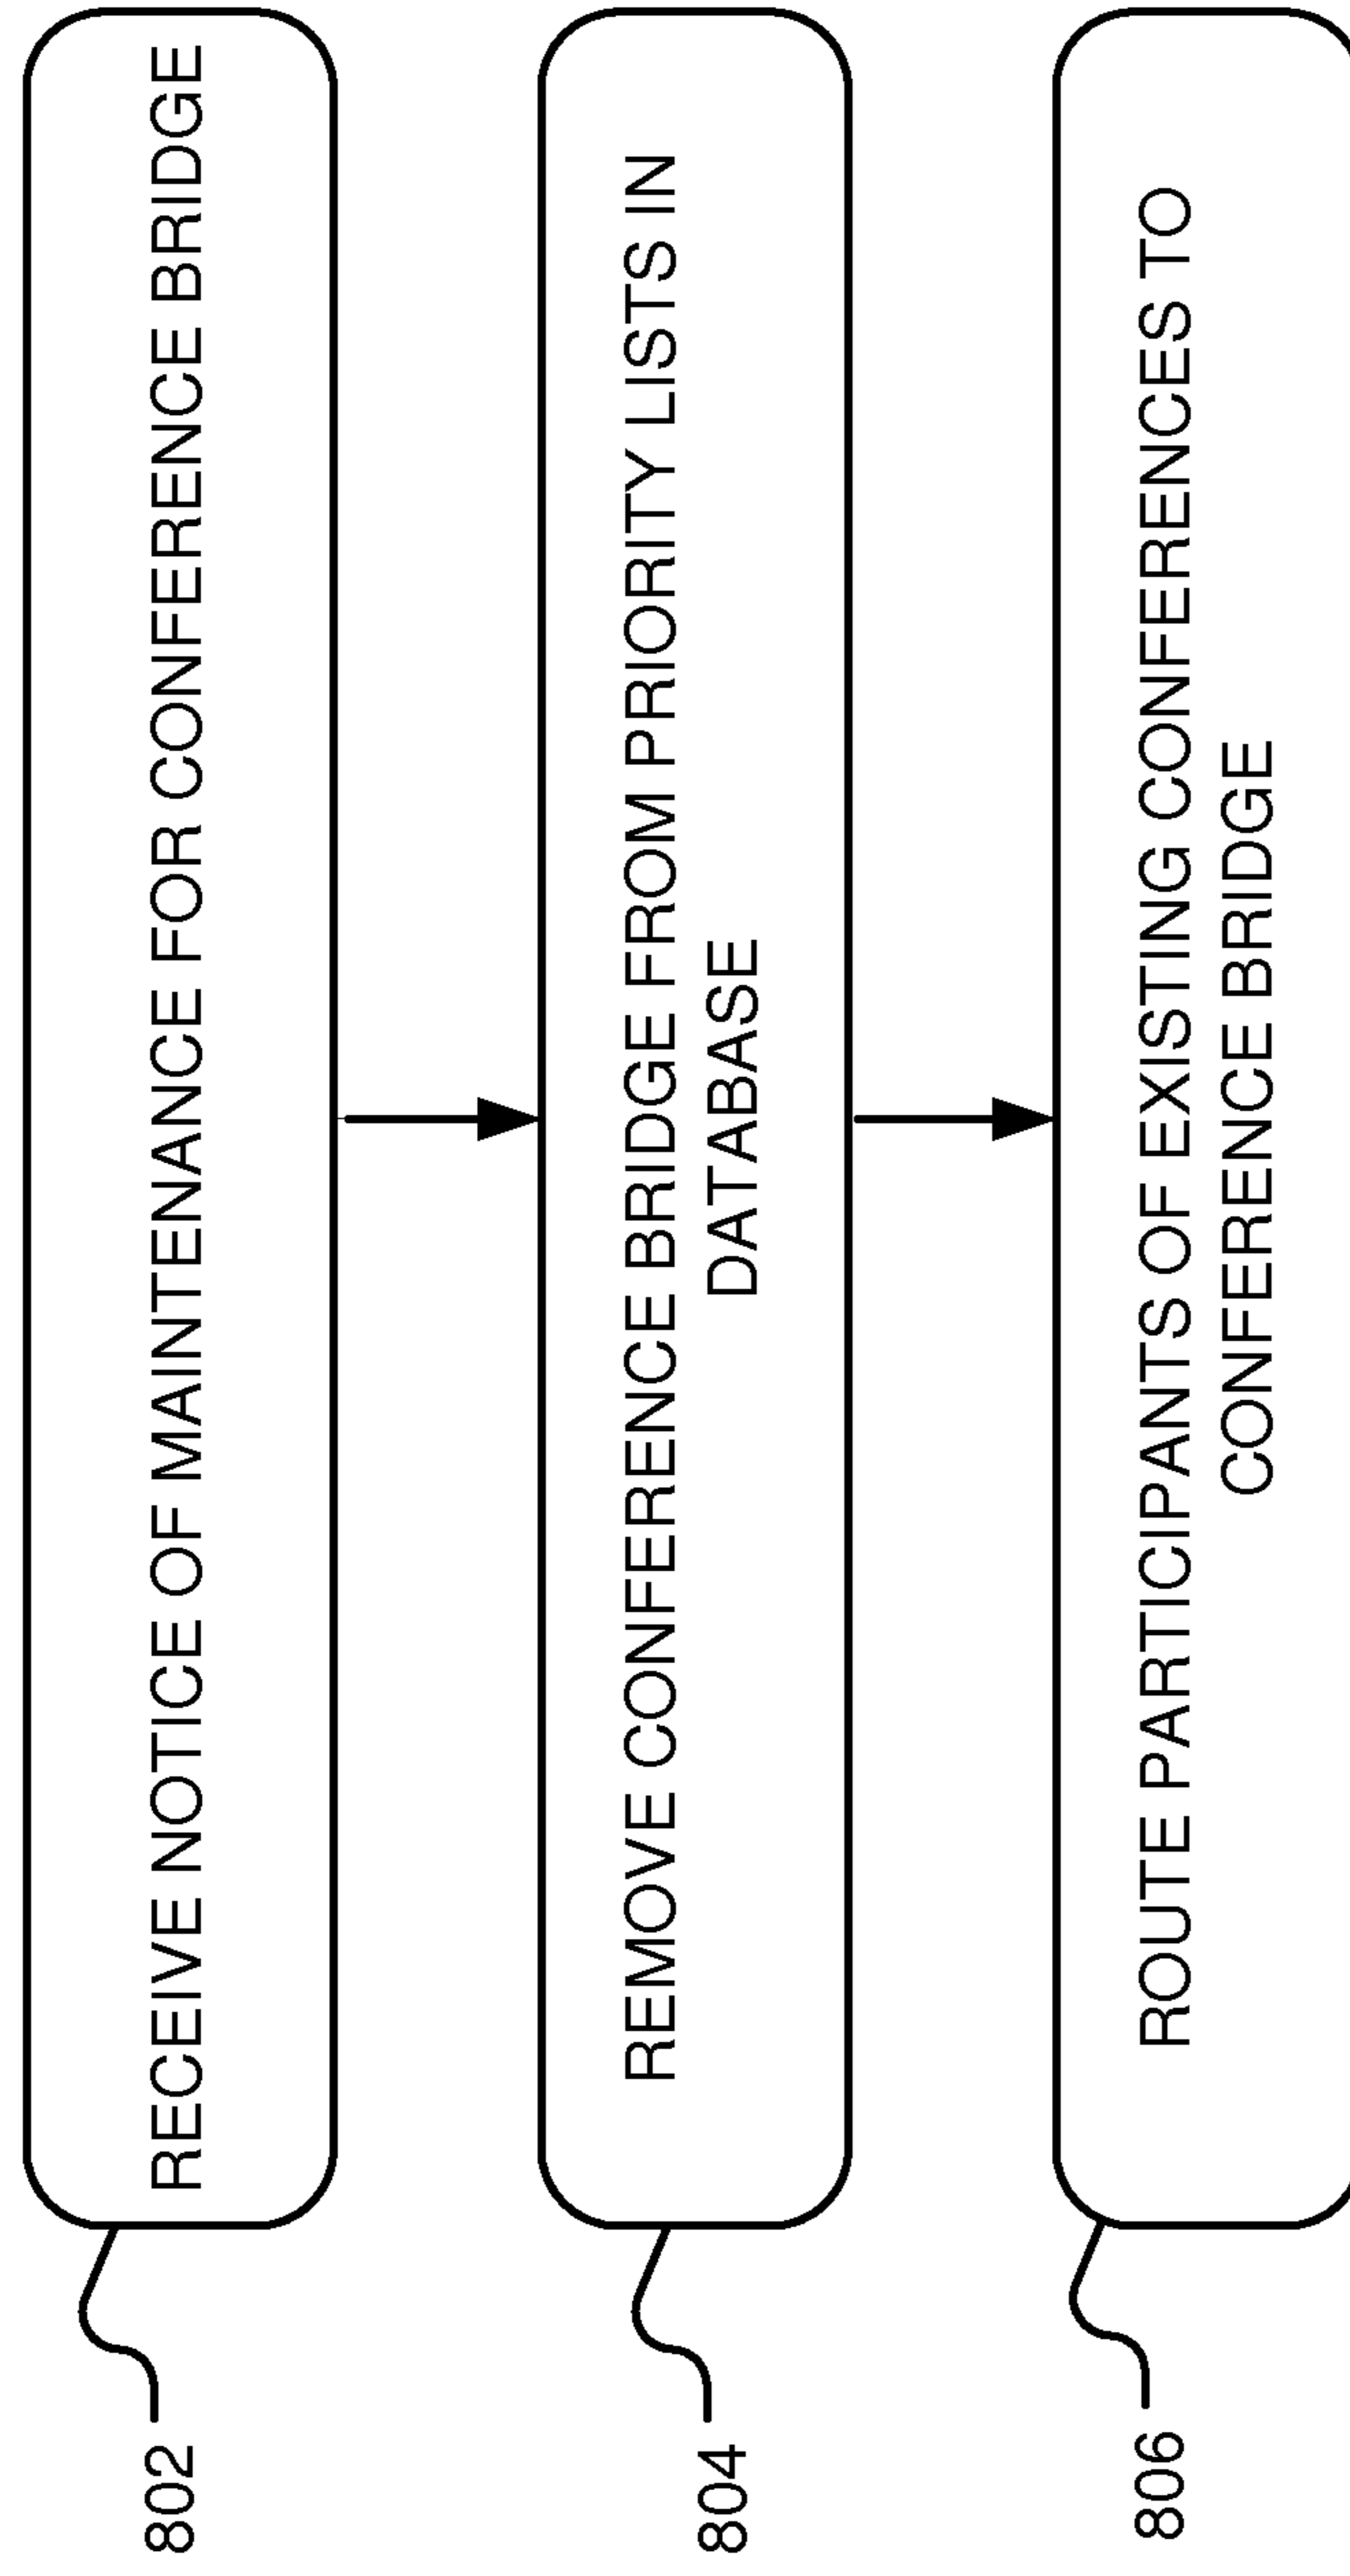 802
RECEIVE NOTICE OF MAINTENANCE FOR CONFERENCE BRIDGE
804
REMOVE CONFERENCE BRIDGE FROM PRIORITY LISTS IN
DATABASE
806
ROUTE PARTICIPANTS OF EXISTING CONFERENCES TO
CONFERENCE BRIDGE